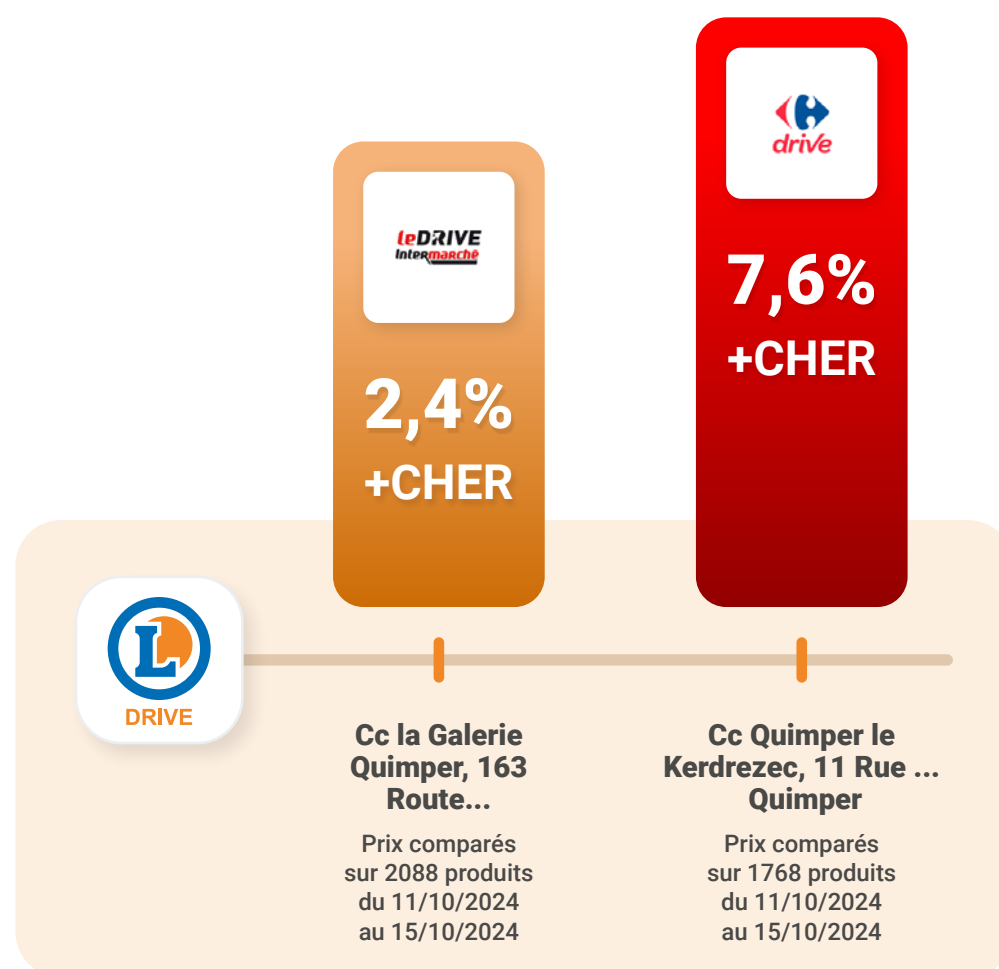 drive
leDRIVE
Intermarché
7,6%
+CHER
2,4%
+CHER
L
DRIVE
Cc la Galerie
Quimper, 163
Route...
Prix comparés
sur 2088 produits
du 11/10/2024
au 15/10/2024
Cc Quimper le
Kerdrezec, 11 Rue ...
Quimper
Prix comparés
sur 1768 produits
du 11/10/2024
au 15/10/2024